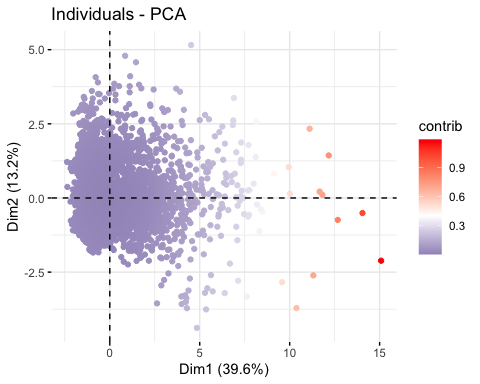 Individuals - PCA
5.0
2.5
0.0
-2.5
Dim2 (13.2%)
0
5
10
15
Dim1 (39.6%)
contrib
0.9
0.6
0.3